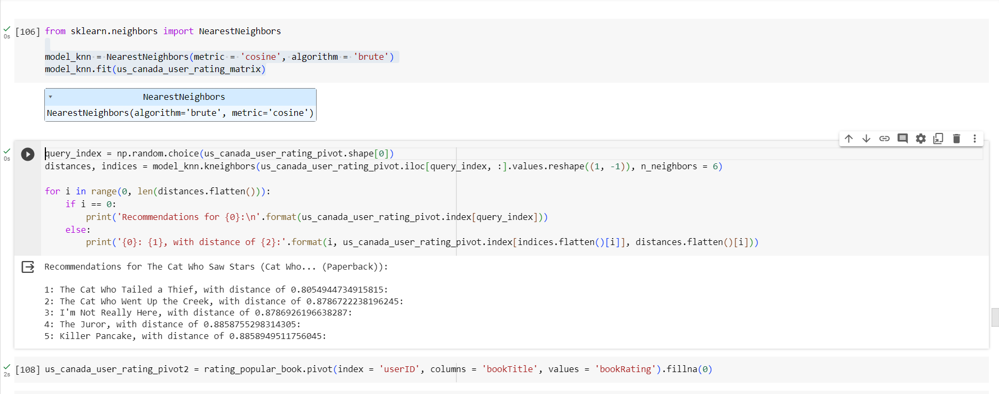 [106] from sklearn.neighbors import NearestNeighbors
0s
model_knn = NearestNeighbors(metric = 'cosine', algorithm = 'brute')
model_knn.fit(us_canada_user_rating_matrix)
NearestNeighbors
NearestNeighbors(algorithm='brute', metric='cosine')
0s
query_index = np.random.choice(us_canada_user_rating_pivot.shape[0])
distances, indices = model_knn.kneighbors(us_canada_user_rating_pivot.iloc[query_index, :].values.reshape((1, -1)), n_neighbors = 6)
for i in range(0, len(distances.flatten())):
    if i == 0:
        print('Recommendations for {0}:\n'.format(us_canada_user_rating_pivot.index[query_index]))
    else:
        print('{0}: {1}, with distance of {2}:'.format(i, us_canada_user_rating_pivot.index[indices.flatten()[i]], distances.flatten()[i]))
Recommendations for The Cat Who Saw Stars (Cat Who... (Paperback)):
1: The Cat Who Tailed a Thief, with distance of 0.8054944734915815:
2: The Cat Who Went Up the Creek, with distance of 0.8786722238196245:
3: I'm Not Really Here, with distance of 0.8786926196638287:
4: The Juror, with distance of 0.8858755298314305:
5: Killer Pancake, with distance of 0.8858949511756045:
[108] us_canada_user_rating_pivot2 = rating_popular_book.pivot(index = 'userID', columns = 'bookTitle', values = 'bookRating').fillna(0)
2s